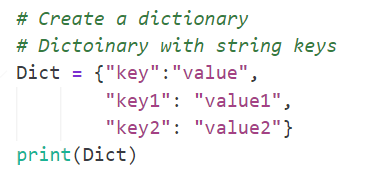 # Create a dictionary
# Dictoinary with string keys
Dict = {"key":"value",
        "key1": "value1",
        "key2": "value2"}
print(Dict)